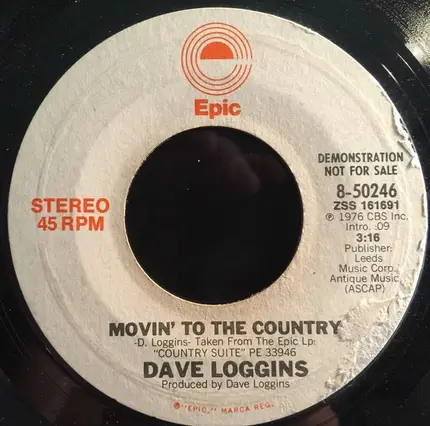 Epic
DEMONSTRATION
NOT FOR SALE
8-50246
ZSS 161691
℗ 1976 CBS Inc.
Intro. :09
3:16
Publisher:
Leeds
Music Corp.,
Antique Music
(ASCAP)
STEREO
45 RPM
MOVIN' TO THE COUNTRY
-D. Loggins- Taken From The Epic Lp:
"COUNTRY SUITE" PE 33946
DAVE LOGGINS
Produced by Dave Loggins
® "EPIC," MARCA REG.